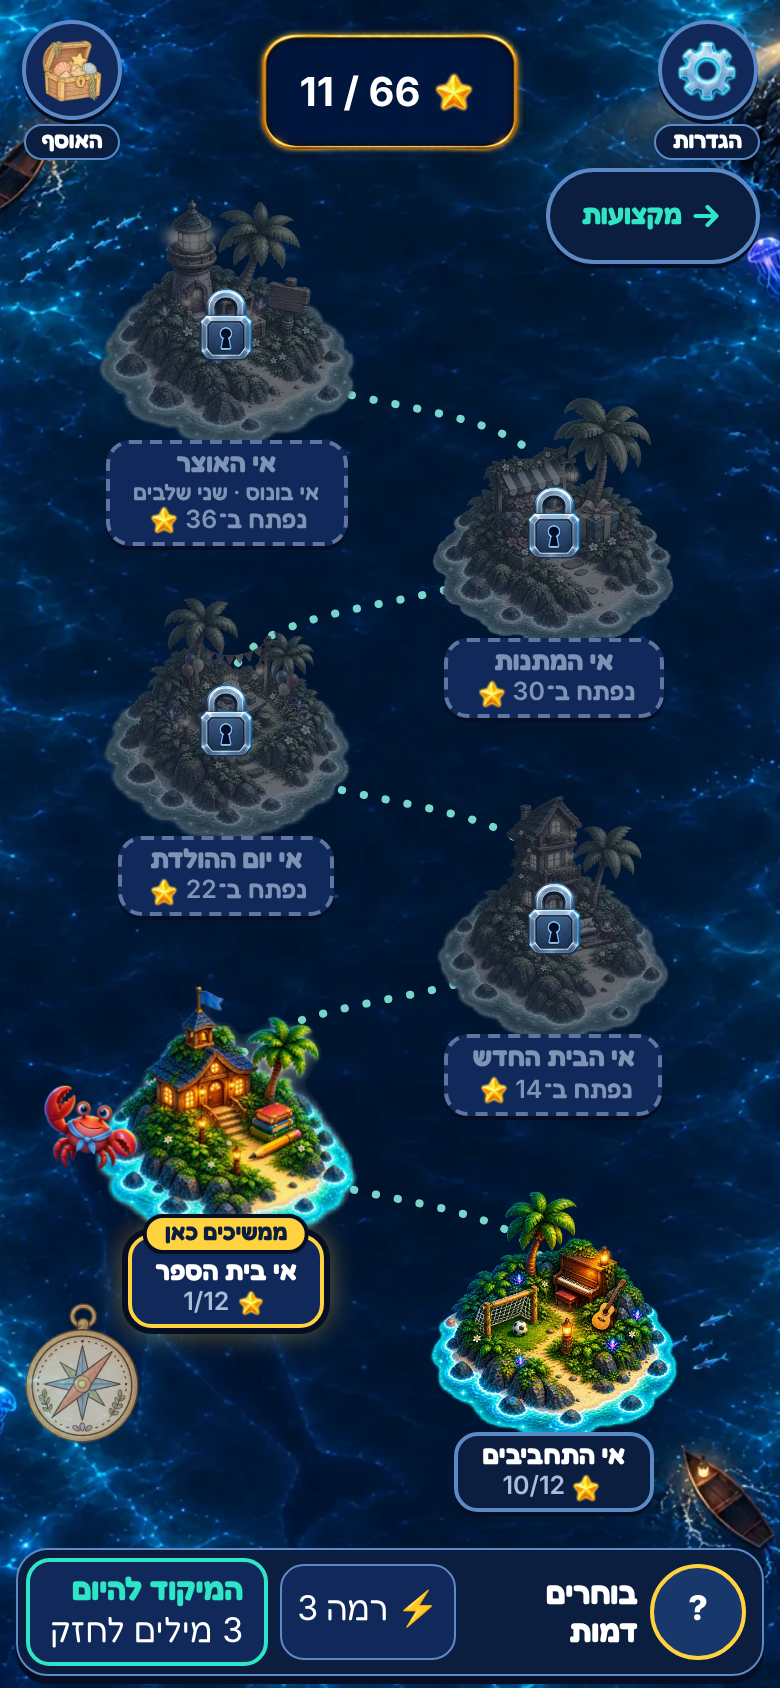 11 / 66
האוסף
הגדרות
מקצועות →
אי האוצר
אי בונוס · שני שלבים
נפתח ב־36
אי המתנות
נפתח ב־30
אי יום ההולדת
נפתח ב־22
אי הבית החדש
נפתח ב־14
ממשיכים כאן
אי בית הספר
1/12
אי התחביבים
10/12
?
בוחרים
דמות
רמה 3
המיקוד להיום
3 מילים לחזק